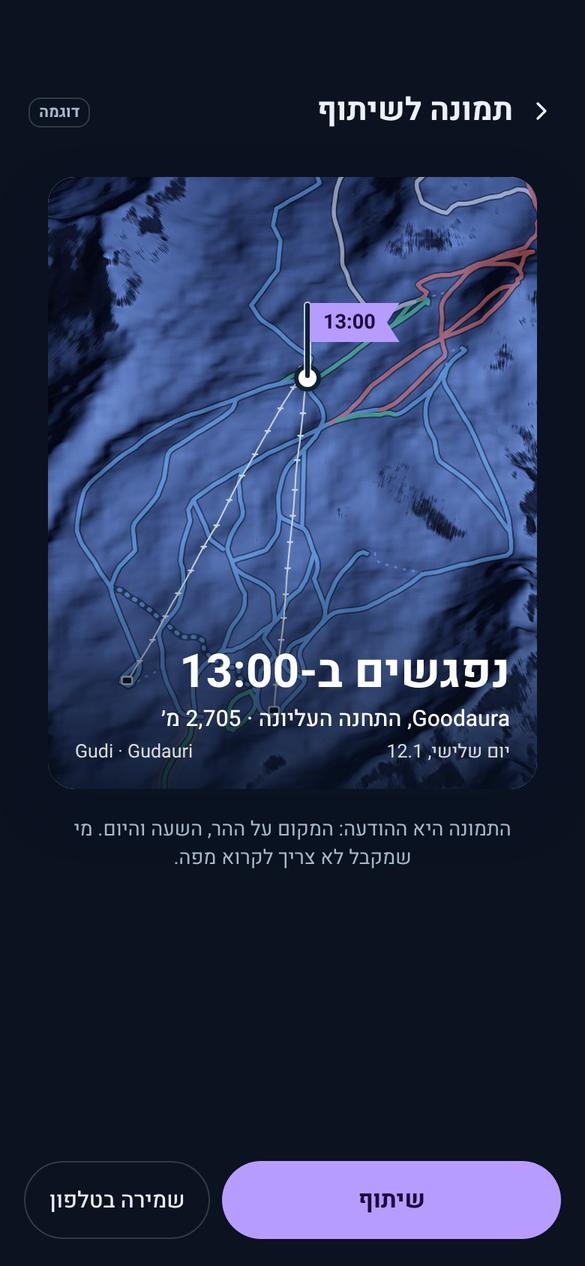 תמונה לשיתוף
דוגמה
13:00
נפגשים ב-13:00
Goodaura, התחנה העליונה · 2,705 מ׳
יום שלישי, 12.1
Gudi · Gudauri
התמונה היא ההודעה: המקום על ההר, השעה והיום. מי
שמקבל לא צריך לקרוא מפה.
שיתוף
שמירה בטלפון